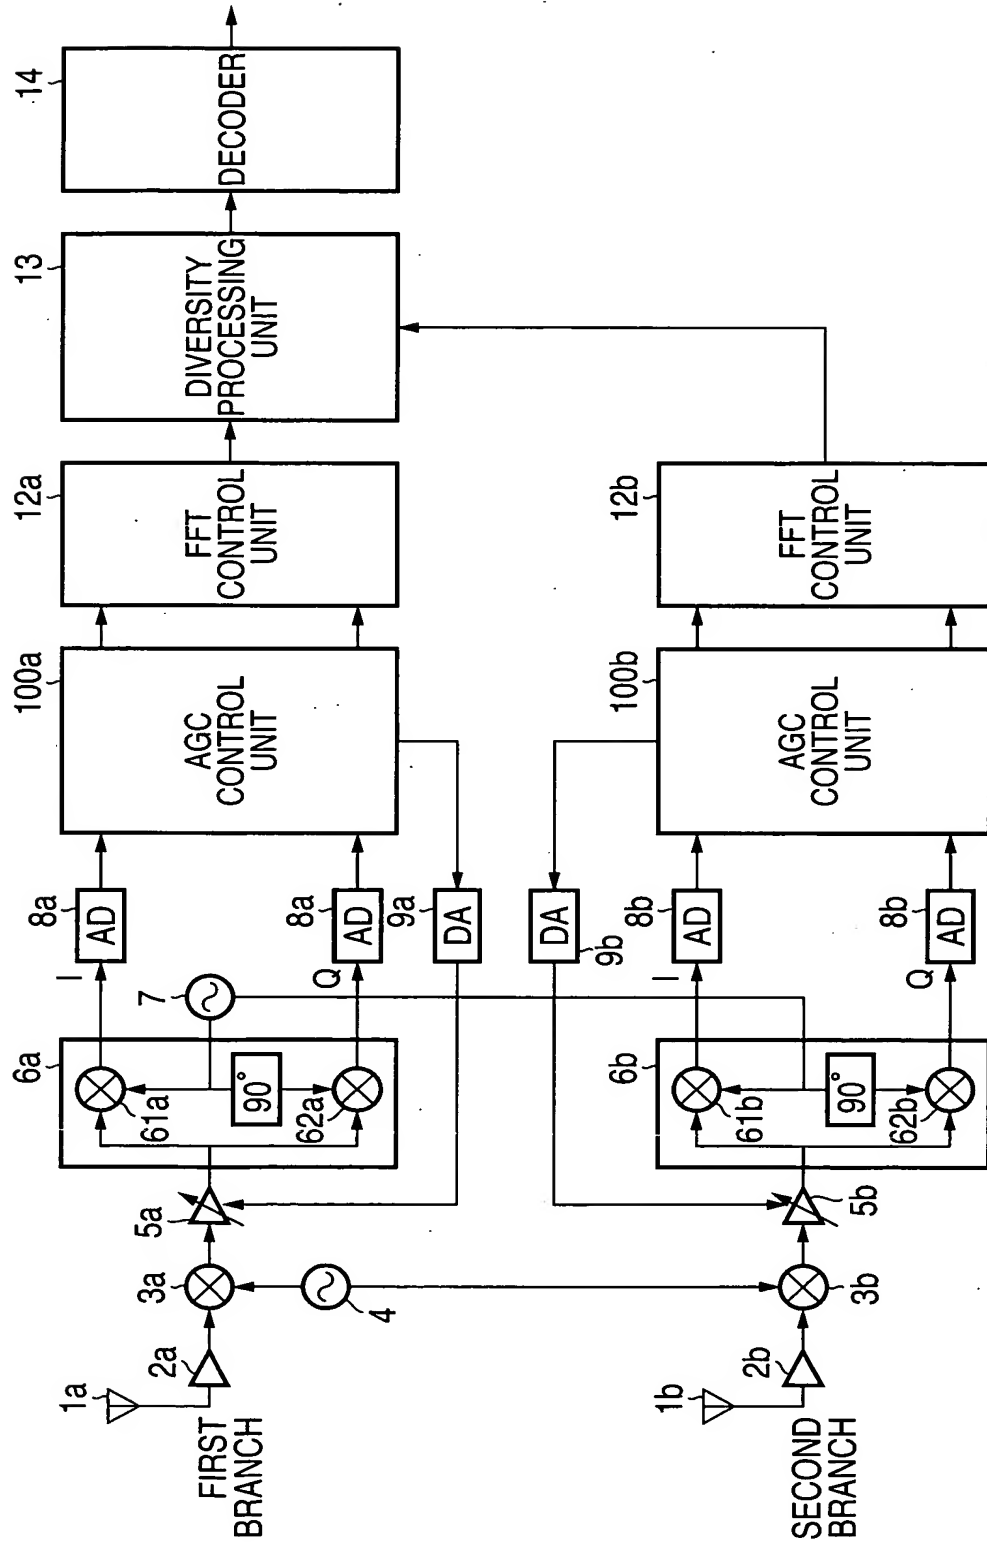 FIRST
BRANCH
1a
2a
3a
4
5a
6a
61a
90°
62a
7
I
Q
8a
AD
8a
AD
9a
DA
100a
AGC
CONTROL
UNIT
12a
FFT
CONTROL
UNIT
13
DIVERSITY
PROCESSING
UNIT
14
DECODER
SECOND
BRANCH
1b
2b
3b
5b
6b
61b
90°
62b
I
Q
DA
9b
8b
AD
8b
AD
100b
AGC
CONTROL
UNIT
12b
FFT
CONTROL
UNIT